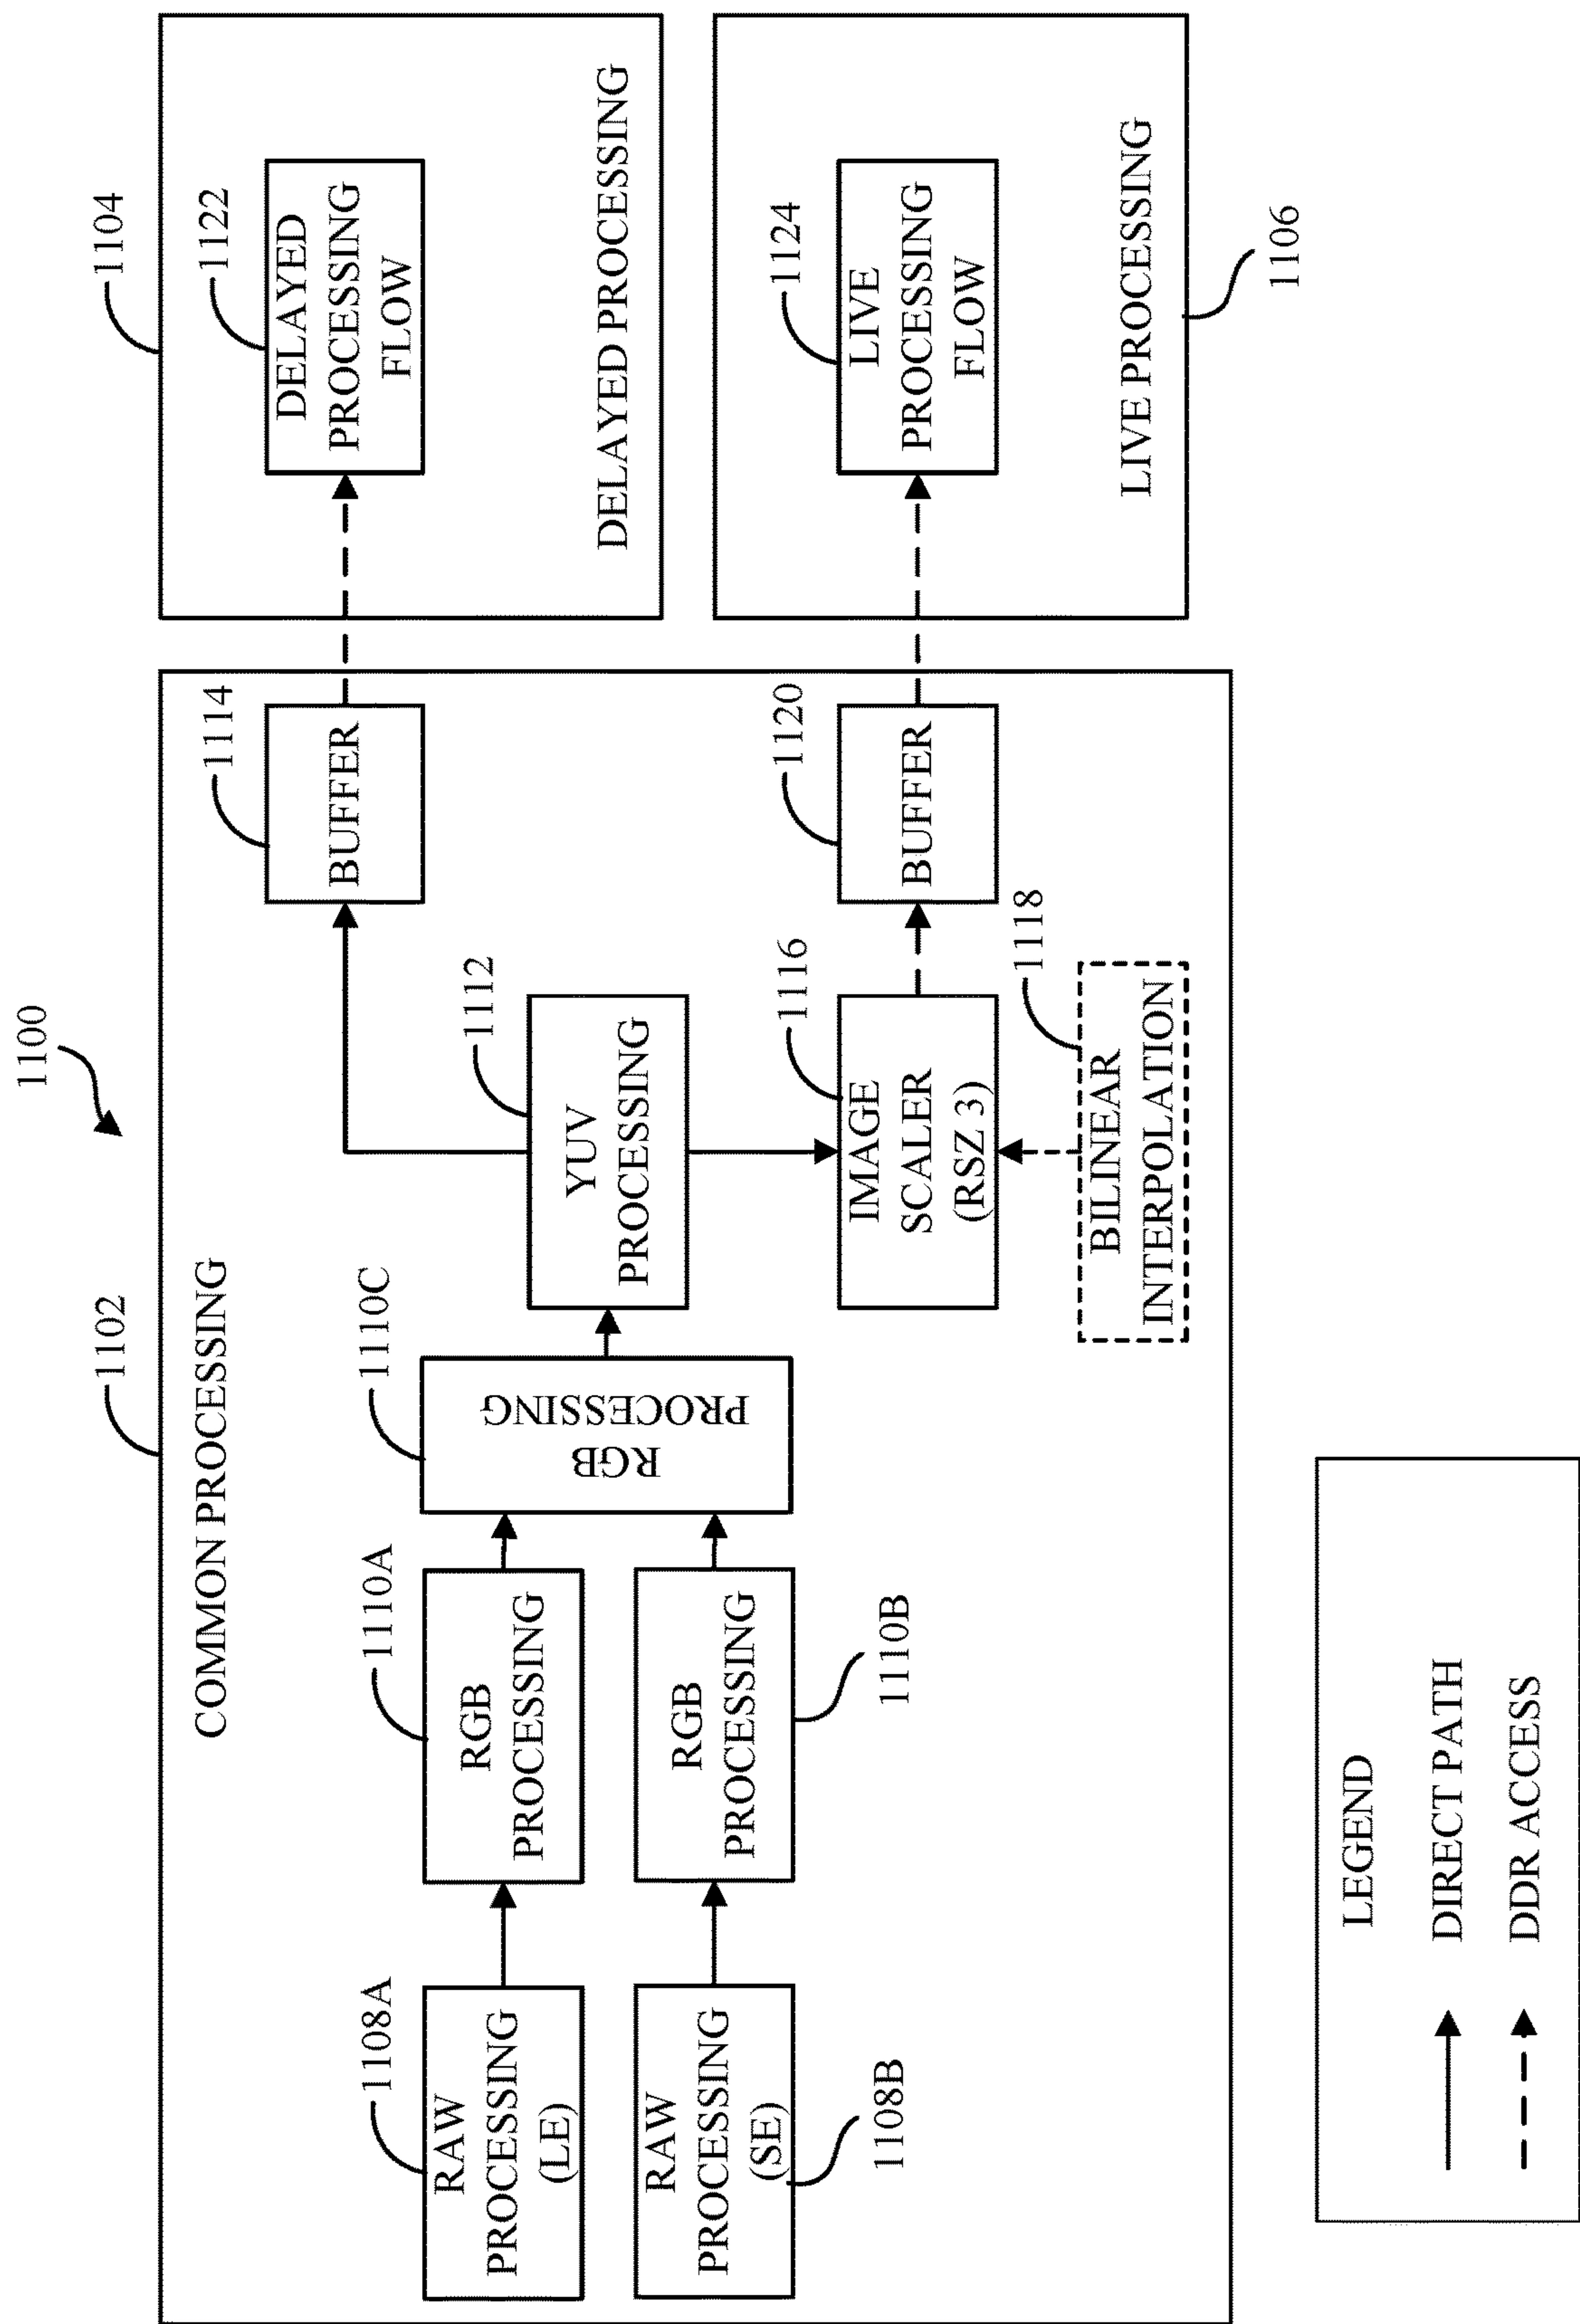 1100
1102
COMMON PROCESSING
1108A
RAW
PROCESSING
(LE)
1110A
RGB
PROCESSING
1108B
RAW
PROCESSING
(SE)
1110B
RGB
PROCESSING
1110C
RGB
PROCESSING
1112
YUV
PROCESSING
1114
BUFFER
1116
IMAGE
SCALER
(RSZ 3)
1118
BILINEAR
INTERPOLATION
1120
BUFFER
1104
1122
DELAYED
PROCESSING
FLOW
DELAYED PROCESSING
1124
LIVE
PROCESSING
FLOW
LIVE PROCESSING
1106
LEGEND
DIRECT PATH
DDR ACCESS